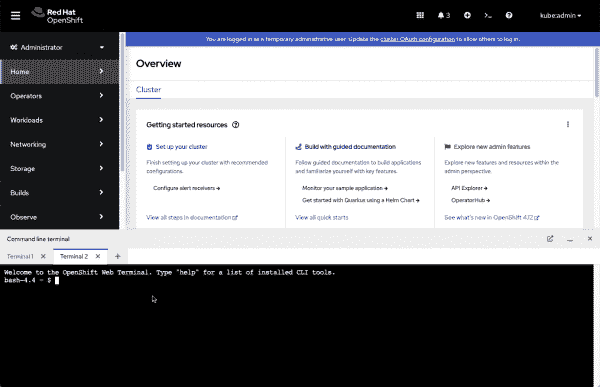 Red Hat
OpenShift
3
kube:admin
You are logged in as a temporary administrative user. Update the cluster OAuth configuration to allow others to log in.
Administrator
Home
Operators
Workloads
Networking
Storage
Builds
Observe
Overview
Cluster
Getting started resources
Set up your cluster
Finish setting up your cluster with recommended
configurations.
Configure alert receivers
View all steps in documentation
Build with guided documentation
Follow guided documentation to build applications
and familiarize yourself with key features.
Monitor your sample application
Get started with Quarkus using a Helm Chart
View all quick starts
Explore new admin features
Explore new features and resources within the
admin perspective.
API Explorer
OperatorHub
See what's new in OpenShift 4.12
Command line terminal
Terminal 1
Terminal 2
Welcome to the OpenShift Web Terminal. Type "help" for a list of installed CLI tools.
bash-4.4 ~ $